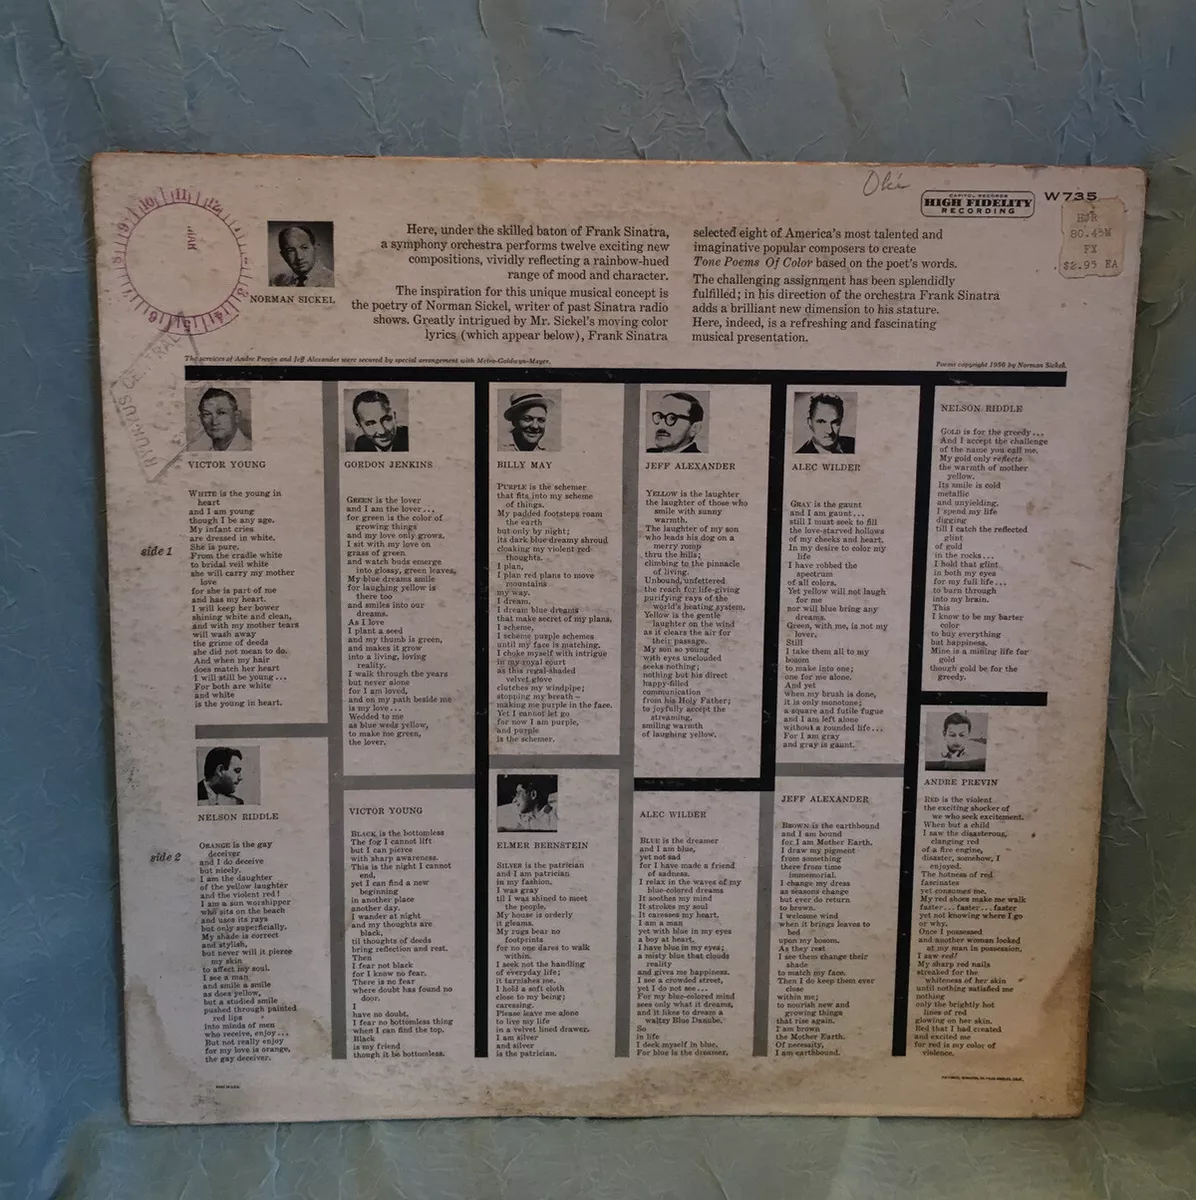 Oké
CAPITOL RECORDS
HIGH FIDELITY
RECORDING
W735
80.45M
FX
$2.95 EA
10 11 12
MAR
RYUKYUS CENTRAL
NORMAN SICKEL
Here, under the skilled baton of Frank Sinatra,
a symphony orchestra performs twelve exciting new
compositions, vividly reflecting a rainbow-hued
range of mood and character.
The inspiration for this unique musical concept is
the poetry of Norman Sickel, writer of past Sinatra radio
shows. Greatly intrigued by Mr. Sickel's moving color
lyrics (which appear below), Frank Sinatra
selected eight of America's most talented and
imaginative popular composers to create
Tone Poems Of Color based on the poet's words.
The challenging assignment has been splendidly
fulfilled; in his direction of the orchestra Frank Sinatra
adds a brilliant new dimension to his stature.
Here, indeed, is a refreshing and fascinating
musical presentation.
The services of Andre Previn and Jeff Alexander were secured by special arrangement with Metro-Goldwyn-Mayer.
Poems copyright 1956 by Norman Sickel.
side 1
VICTOR YOUNG
WHITE is the young in
heart
and I am young
though I be any age.
My infant cries
are dressed in white.
She is pure.
From the cradle white
to bridal veil white
she will carry my mother
love
for she is part of me
and has my heart.
I will keep her bower
shining white and clean,
and with my mother tears
will wash away
the grime of deeds
she did not mean to do.
And when my hair
does match her heart
I will still be young...
For both are white
and white
is the young in heart.
GORDON JENKINS
GREEN is the lover
and I am the lover...,
for green is the color of
growing things
and my love only grows.
I sit with my love on
grass of green
and watch buds emerge
into glossy, green leaves.
My blue dreams smile
for laughing yellow is
there too
and smiles into our
dreams.
As I love
I plant a seed
and my thumb is green,
and makes it grow
into a living, loving
reality.
I walk through the years
but never alone
for I am loved,
and on my path beside me
is my love...
Wedded to me
as blue weds yellow,
to make me green,
the lover.
BILLY MAY
PURPLE is the schemer
that fits into my scheme
of things.
My padded footsteps roam
the earth
but only by night;
Its dark blue dreamy shroud
cloaking my violent red
thoughts.
I plan,
I plan red plans to move
mountains
my way.
I dream,
I dream blue dreams
that make secret of my plans.
I scheme,
I scheme purple schemes
until my face is matching.
I choke myself with intrigue
in my royal court
as this regal-shaded
velvet glove
clutches my windpipe;
stopping my breath—
making me purple in the face.
Yet I cannot let go
for now I am purple,
and purple
is the schemer.
JEFF ALEXANDER
YELLOW is the laughter
the laughter of those who
smile with sunny
warmth.
The laughter of my son
who leads his dog on a
merry romp
thru the hills;
climbing to the pinnacle
of living.
Unbound, unfettered
the reach for life-giving
purifying rays of the
world's heating system.
Yellow is the gentle
laughter on the wind
as it clears the air for
their passage.
My son so young
with eyes unclouded
seeks nothing;
nothing but his direct
happy-filled
communication
from his Holy Father;
to joyfully accept the
streaming,
smiling warmth
of laughing yellow.
ALEC WILDER
GRAY is the gaunt
and I am gaunt...
still I must seek to fill
the love-starved hollows
of my cheeks and heart.
In my desire to color my
life
I have robbed the
spectrum
of all colors.
Yet yellow will not laugh
for me
nor will blue bring any
dreams.
Green, with me, is not my
lover.
Still
I take them all to my
bosom
to make into one;
one for me alone.
And yet
when my brush is done,
it is only monotone;
a square and futile fugue
and I am left alone
without a rounded life...
For I am gray
and gray is gaunt.
NELSON RIDDLE
GOLD is for the greedy...
And I accept the challenge
of the name you call me.
My gold only reflects
the warmth of mother
yellow.
Its smile is cold
metallic
and unyielding.
I spend my life
digging
till I catch the reflected
glint
of gold
in the rocks...
I hold that glint
in both my eyes
for my full life...
to burn through
into my brain.
This
I know to be my barter
color
to buy everything
but happiness.
Mine is a mining life for
gold
though gold be for the
greedy.
side 2
NELSON RIDDLE
ORANGE is the gay
deceiver
and I do deceive
but nicely.
I am the daughter
of the yellow laughter
and the violent red!
I am a sun worshipper
who sits on the beach
and uses its rays
but only superficially.
My shade is correct
and stylish,
but never will it pierce
my skin
to affect my soul.
I see a man
and smile a smile
as does yellow,
but a studied smile
pushed through painted
red lips
into minds of men
who receive, enjoy...
But not really enjoy
for my love is orange,
the gay deceiver.
VICTOR YOUNG
BLACK is the bottomless
The fog I cannot lift
but I can pierce
with sharp awareness.
This is the night I cannot
end,
yet I can find a new
beginning
in another place
another day.
I wander at night
and my thoughts are
black,
til thoughts of deeds
bring reflection and rest.
Then
I fear not black
for I know no fear.
There is no fear
where doubt has found no
door.
I
have no doubt.
I fear no bottomless thing
when I can find the top.
Black
is my friend
though it be bottomless.
ELMER BERNSTEIN
SILVER is the patrician
and I am patrician
in my fashion.
I was gray
til I was shined to meet
the people.
My house is orderly
it gleams.
My rugs bear no
footprints
for no one dares to walk
within.
I seek not the handling
of everyday life;
it tarnishes me.
I hold a soft cloth
close to my being;
caressing.
Please leave me alone
to live my life
in a velvet lined drawer.
I am silver
and silver
is the patrician.
ALEC WILDER
BLUE is the dreamer
and I am blue,
yet not sad
for I have made a friend
of sadness.
I relax in the waves of my
blue-colored dreams
It soothes my mind
It strokes my soul
It caresses my heart.
I am a man
yet with blue in my eyes
a boy at heart.
I have blue in my eyes;
a misty blue that clouds
reality
and gives me happiness.
I see a crowded street,
yet I do not see...
For my blue-colored mind
sees only what it dreams,
and it likes to dream a
waltzy Blue Danube.
So
in life
I deck myself in blue.
For blue is the dreamer.
JEFF ALEXANDER
BROWN is the earthbound
and I am bound
for I am Mother Earth.
I draw my pigment
from something
there from time
immemorial.
I change my dress
as seasons change
but ever do return
to brown.
I welcome wind
when it brings leaves to
bed
upon my bosom.
As they rest
I see them change their
shade
to match my face.
Then I do keep them ever
close
within me;
to nourish new and
growing things
that rise again.
I am brown
the Mother Earth.
Of necessity,
I am earthbound.
ANDRE PREVIN
RED is the violent
the exciting shocker of
we who seek excitement.
When but a child
I saw the disasterous,
clanging red
of a fire engine,
disaster, somehow, I
enjoyed.
The hotness of red
fascinates
yet consumes me.
My red shoes make me walk
faster...faster...faster
yet not knowing where I go
or why.
Once I possessed
and another woman looked
at my man in possession.
I saw red!
My sharp red nails
streaked for the
whiteness of her skin
until nothing satisfied me
nothing
only the brightly hot
lines of red
glowing on her skin.
Red that I had created
and excited me
for red is my color of
violence.